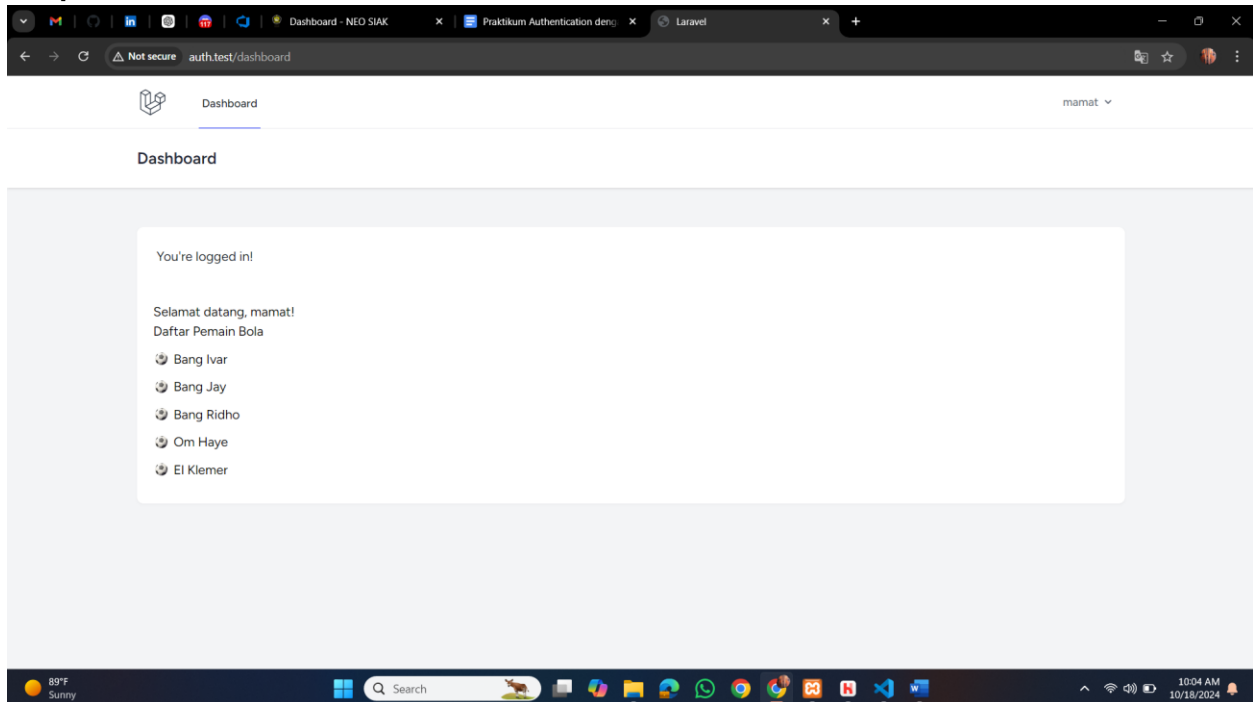 Dashboard - NEO SIAK
Praktikum Authentication deng
Laravel
Not secure auth.test/dashboard
Dashboard
mamat
Dashboard
You're logged in!
Selamat datang, mamat!
Daftar Pemain Bola
Bang Ivar
Bang Jay
Bang Ridho
Om Haye
El Klemer
89°F
Sunny
Search
10:04 AM
10/18/2024